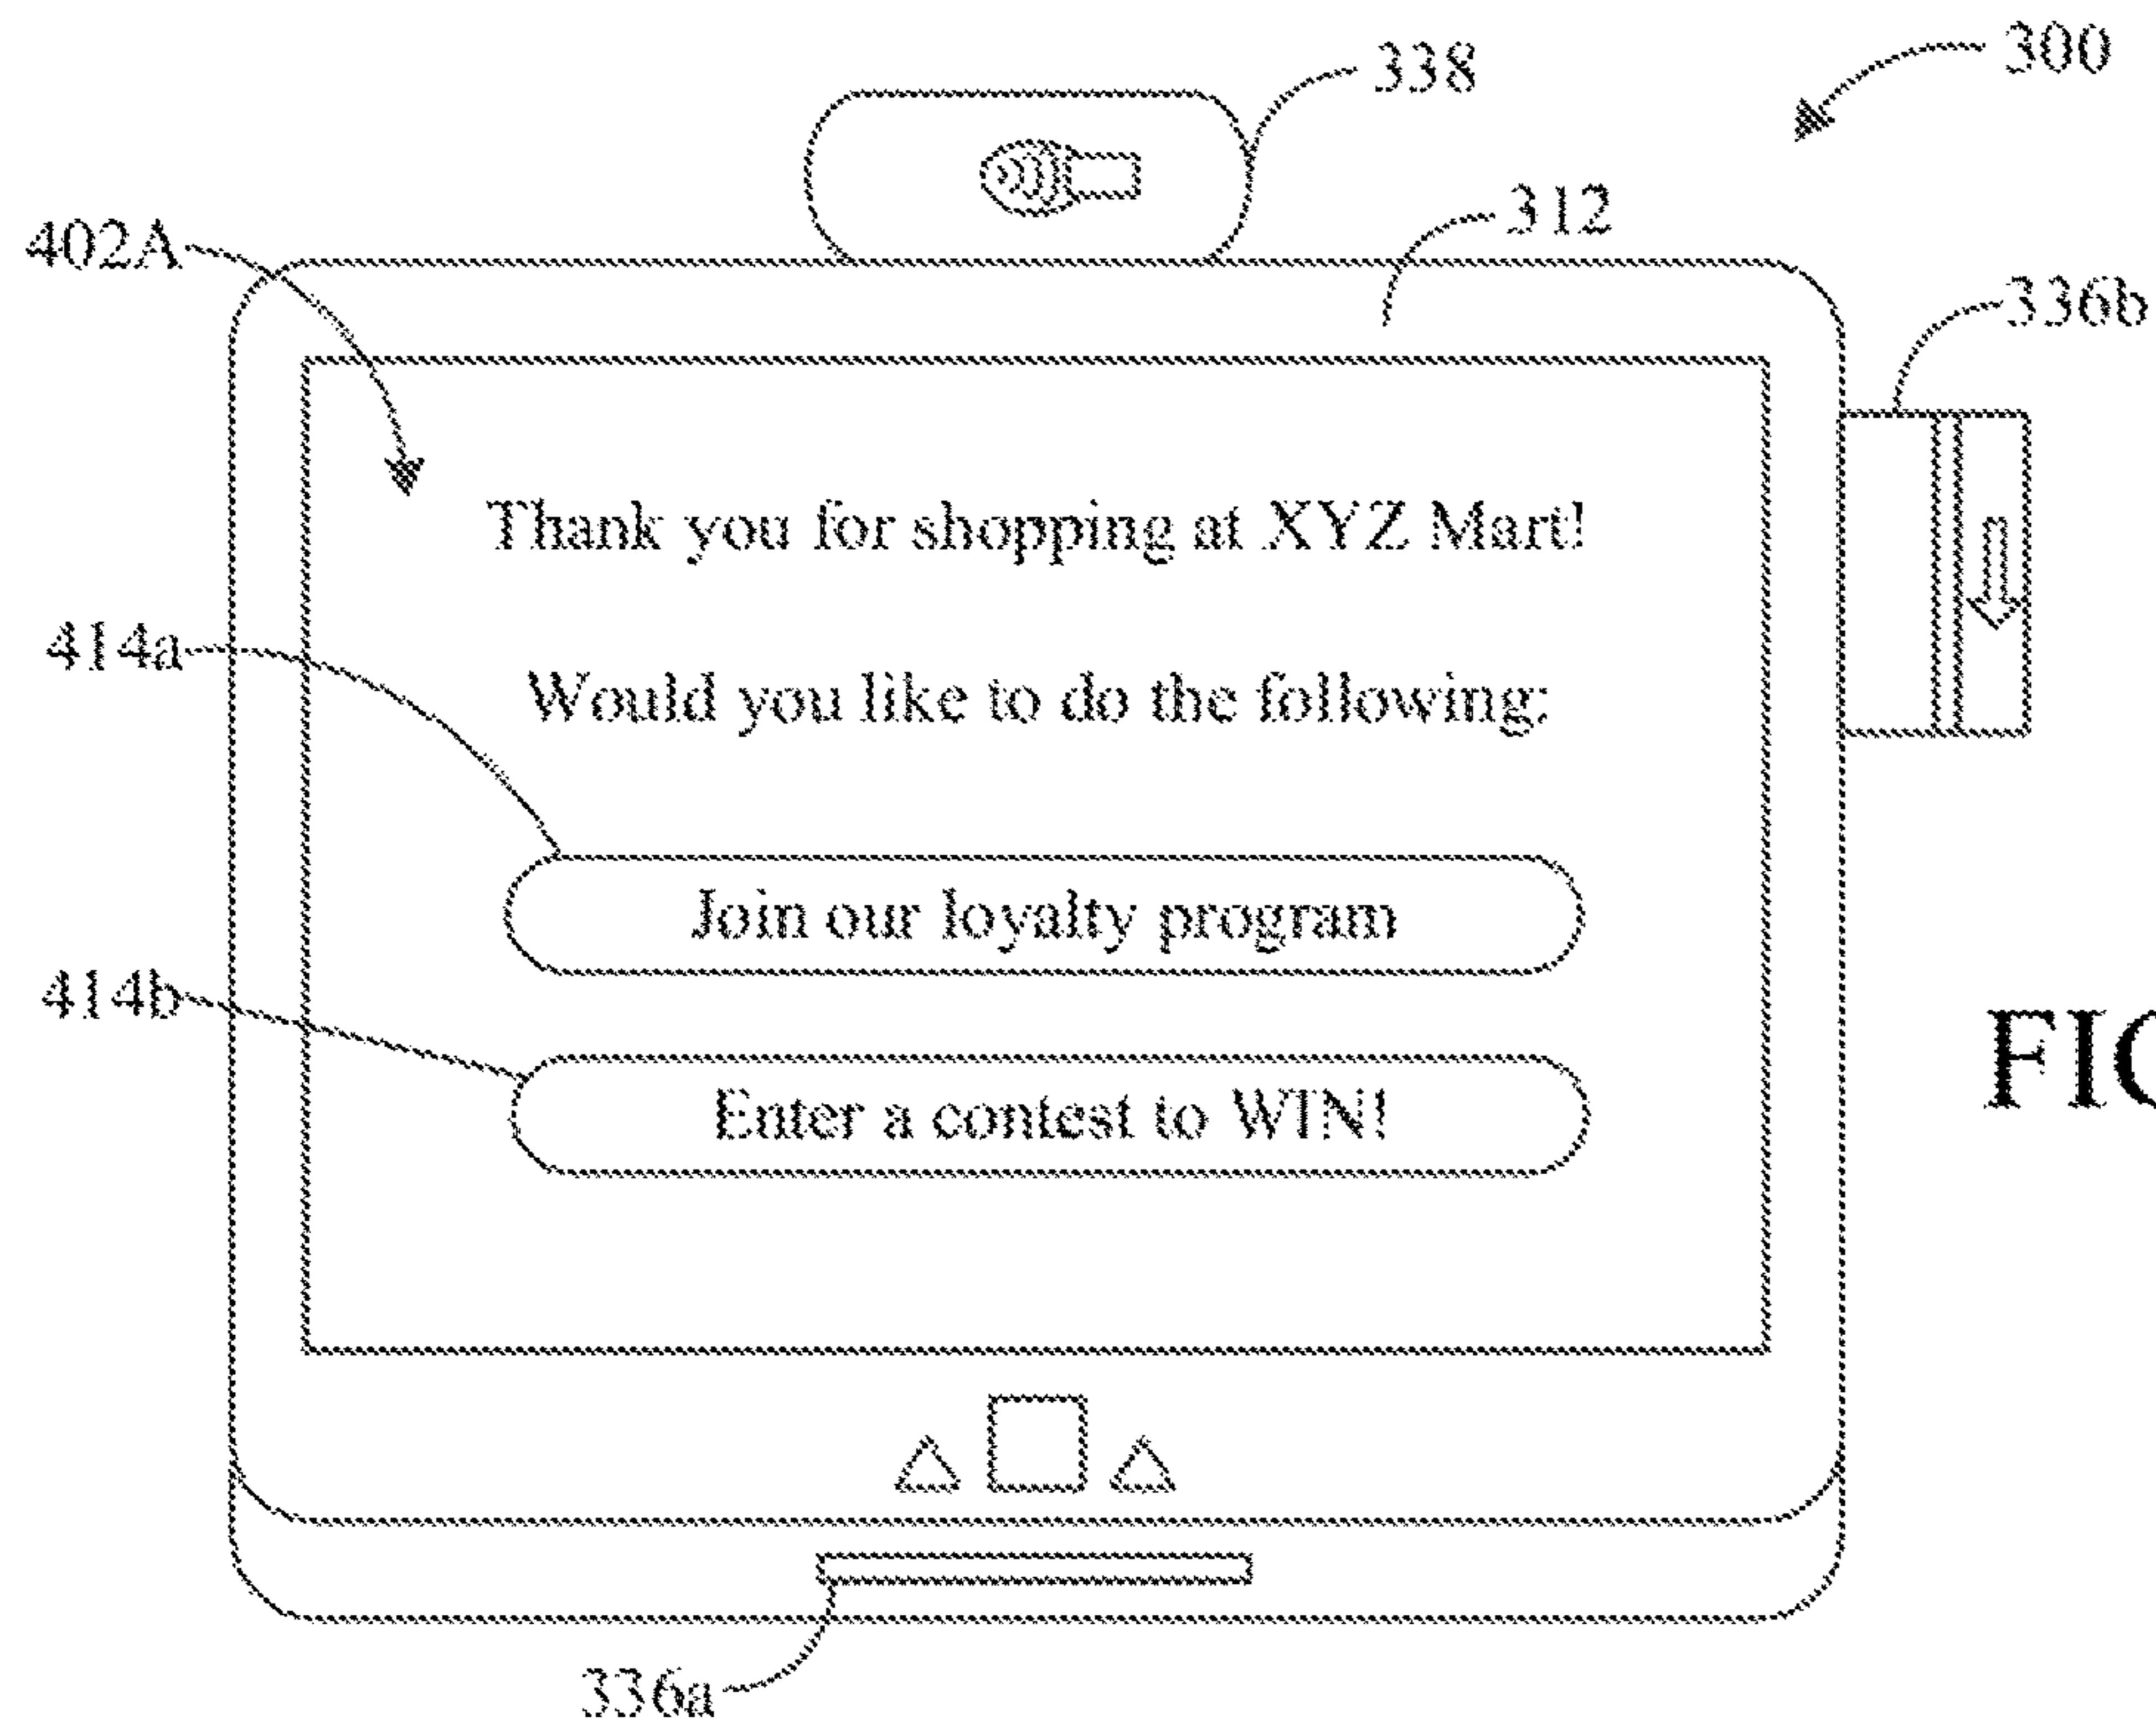 300
338
312
402A
336b
Thank you for shopping at XYZ Mart!
414a
Would you like to do the following:
Join our loyalty program
414b
Enter a contest to WIN!
336a